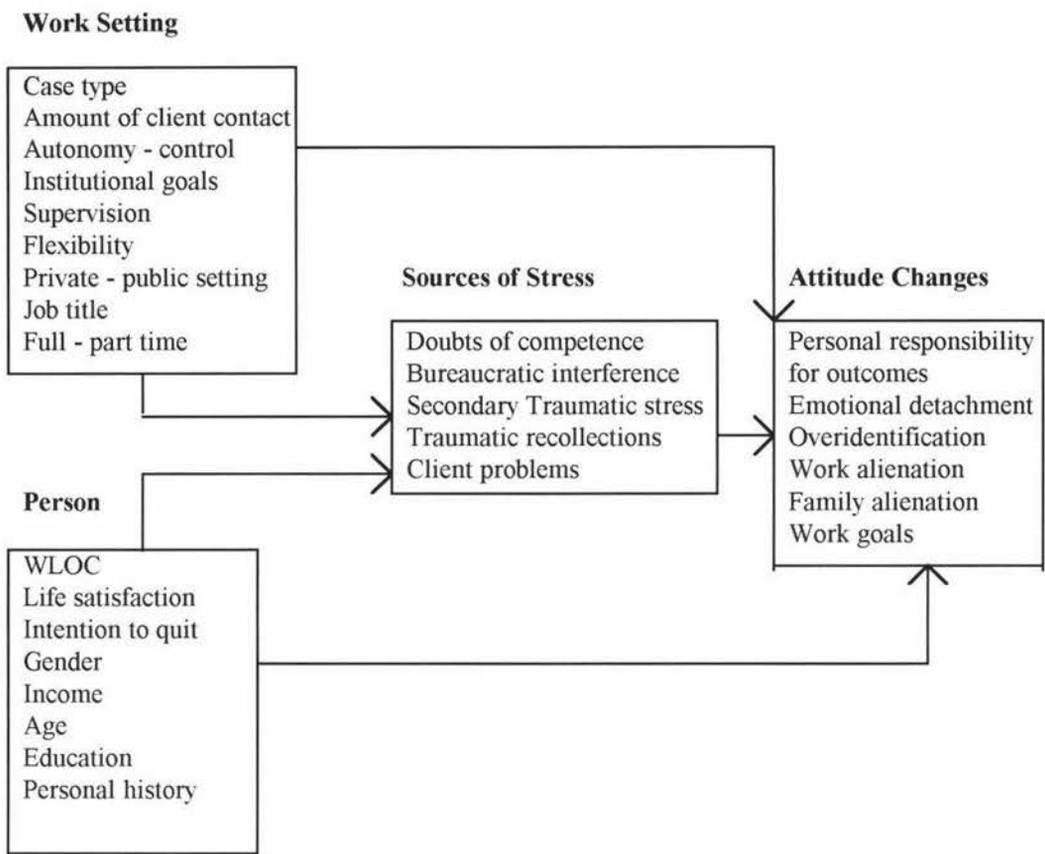 Work Setting
Case type
Amount of client contact
Autonomy - control
Institutional goals
Supervision
Flexibility
Private - public setting
Job title
Full - part time
Sources of Stress
Doubts of competence
Bureaucratic interference
Secondary Traumatic stress
Traumatic recollections
Client problems
Attitude Changes
Personal responsibility
for outcomes
Emotional detachment
Overidentification
Work alienation
Family alienation
Work goals
Person
WLOC
Life satisfaction
Intention to quit
Gender
Income
Age
Education
Personal history